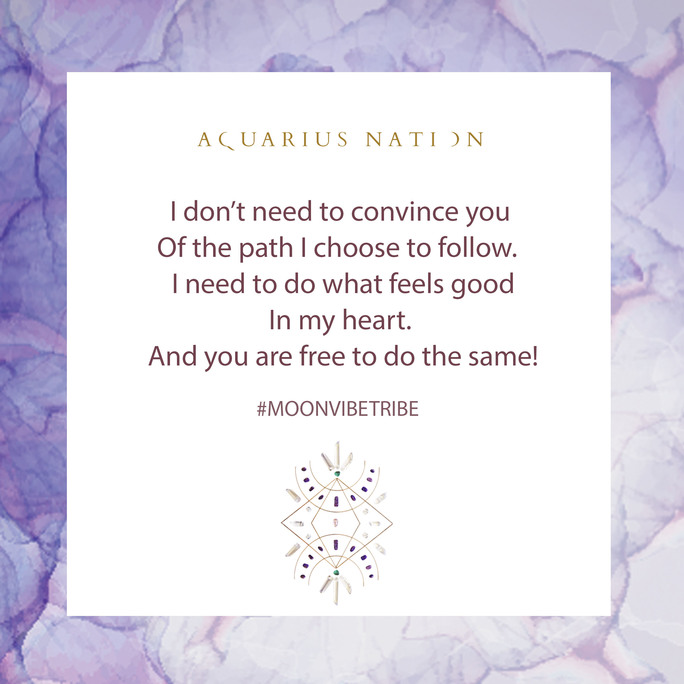 AQUARIUS NATION
I don’t need to convince you
Of the path I choose to follow.
I need to do what feels good
In my heart.
And you are free to do the same!
#MOONVIBETRIBE